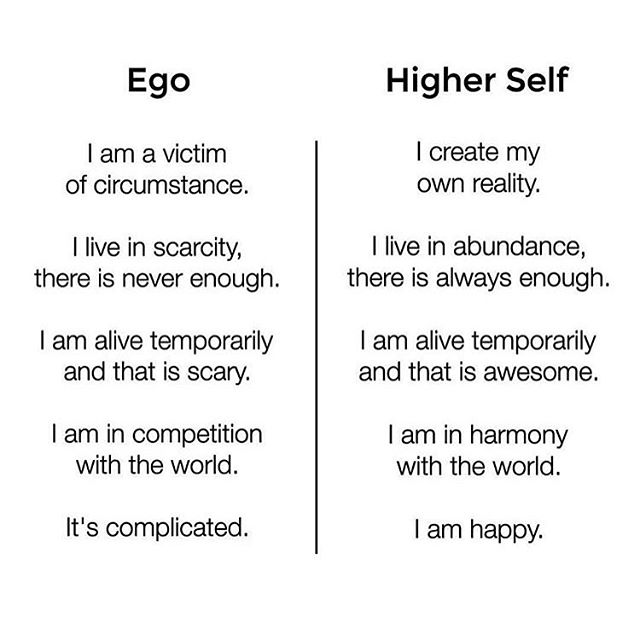 Ego
I am a victim
of circumstance.
I live in scarcity,
there is never enough.
I am alive temporarily
and that is scary.
I am in competition
with the world.
It's complicated.
Higher Self
I create my
own reality.
I live in abundance,
there is always enough.
I am alive temporarily
and that is awesome.
I am in harmony
with the world.
I am happy.